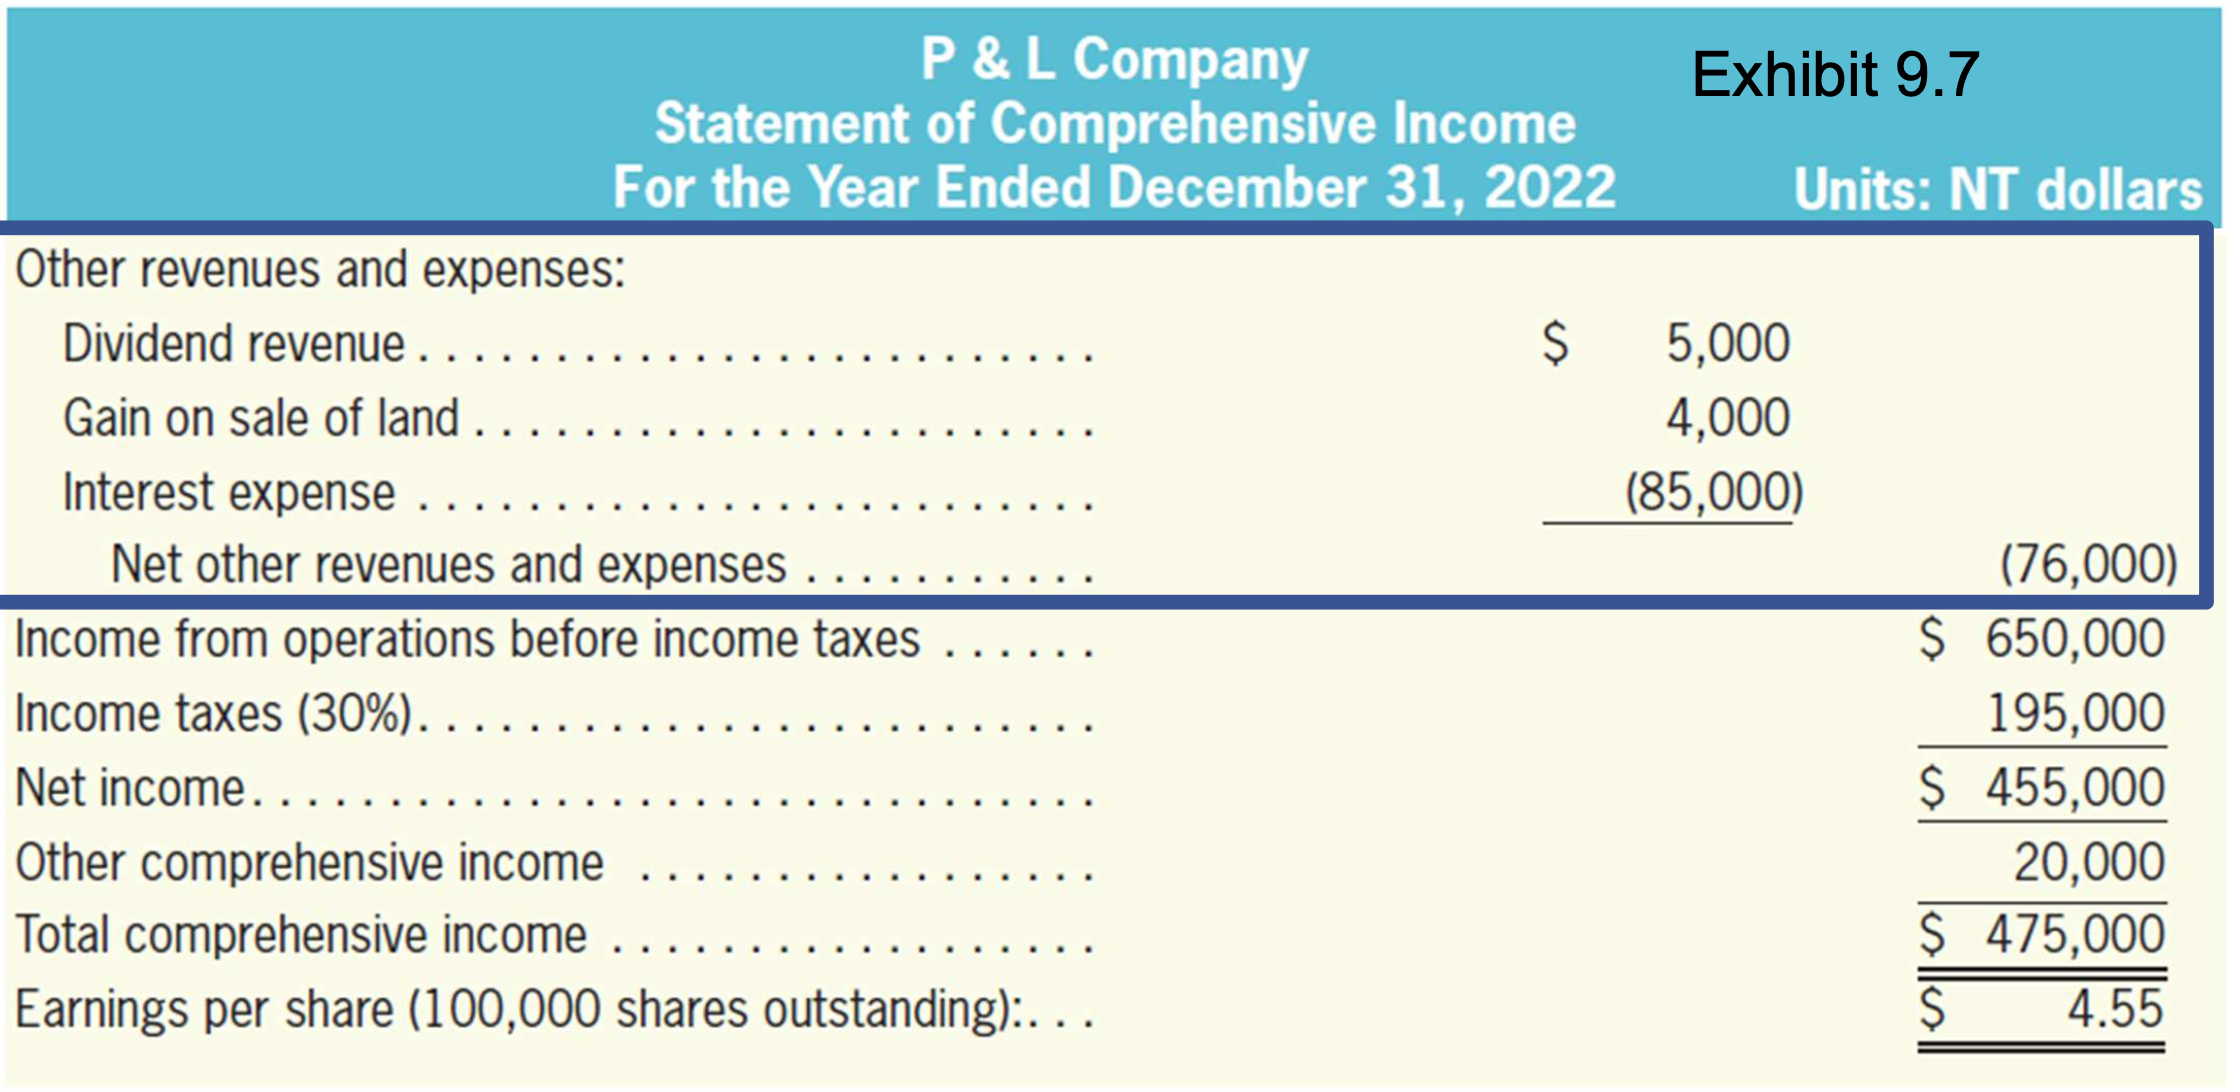 P & L Company
Exhibit 9.7
Statement of Comprehensive Income
For the Year Ended December 31, 2022 Units: NT dollars
Other revenues and expenses:
Dividend revenue . . . . . . . . . . . . . . . . . . . . . . . . . $ 5,000
Gain on sale of land . . . . . . . . . . . . . . . . . . . . . . . 4,000
Interest expense . . . . . . . . . . . . . . . . . . . . . . . . . (85,000)
Net other revenues and expenses . . . . . . . . . . . (76,000)
Income from operations before income taxes . . . . . . $ 650,000
Income taxes (30%). . . . . . . . . . . . . . . . . . . . . . . . . 195,000
Net income. . . . . . . . . . . . . . . . . . . . . . . . . . . . . . . $ 455,000
Other comprehensive income . . . . . . . . . . . . . . . . . 20,000
Total comprehensive income . . . . . . . . . . . . . . . . . . $ 475,000
Earnings per share (100,000 shares outstanding):. . . $ 4.55